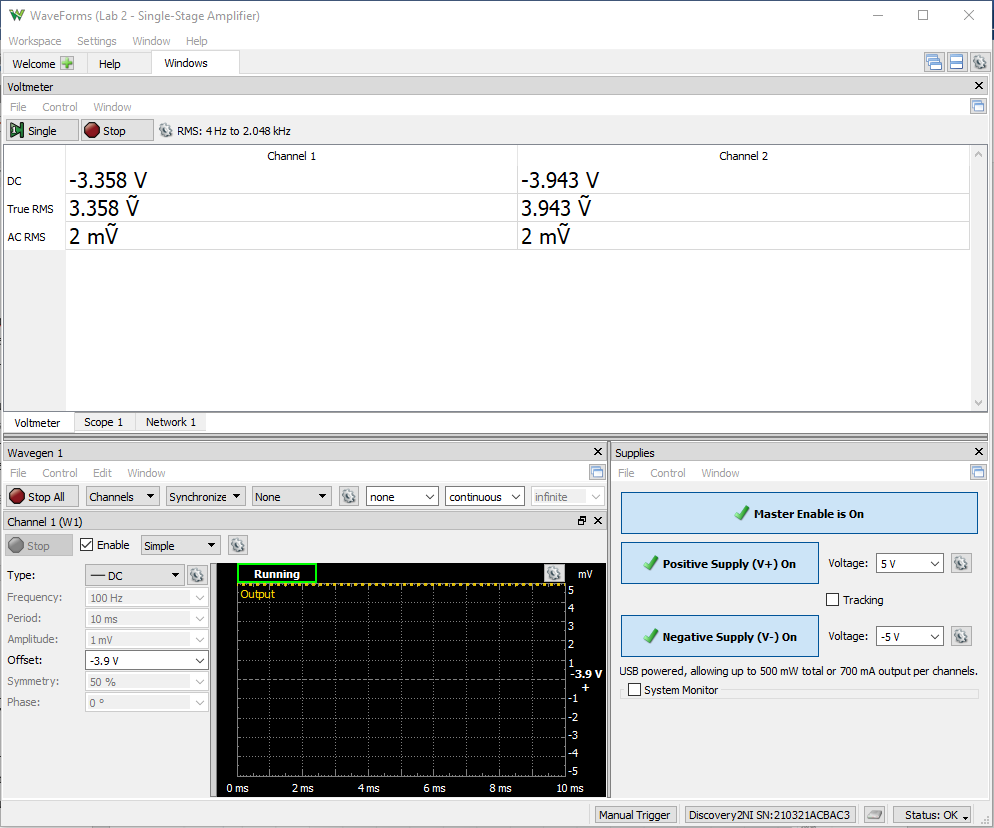 WaveForms (Lab 2 - Single-Stage Amplifier)
Workspace Settings Window Help
Welcome Help Windows
Voltmeter
File Control Window
Single Stop RMS: 4 Hz to 2.048 kHz
Channel 1 Channel 2
DC -3.358 V -3.943 V
True RMS 3.358 Ṽ 3.943 Ṽ
AC RMS 2 mṼ 2 mṼ
Voltmeter Scope 1 Network 1
Wavegen 1
File Control Edit Window
Stop All Channels Synchronize None none continuous infinite
Channel 1 (W1)
Stop Enable Simple
Type: DC
Frequency: 100 Hz
Period: 10 ms
Amplitude: 1 mV
Offset: -3.9 V
Symmetry: 50 %
Phase: 0 °
Running mV
Output
5
4
3
2
1
-3.9 V
+
-1
-2
-3
-4
-5
0 ms 2 ms 4 ms 6 ms 8 ms 10 ms
Supplies
File Control Window
Master Enable is On
Positive Supply (V+) On Voltage: 5 V
Tracking
Negative Supply (V-) On Voltage: -5 V
USB powered, allowing up to 500 mW total or 700 mA output per channels.
System Monitor
Manual Trigger Discovery2NI SN:210321ACBAC3 Status: OK